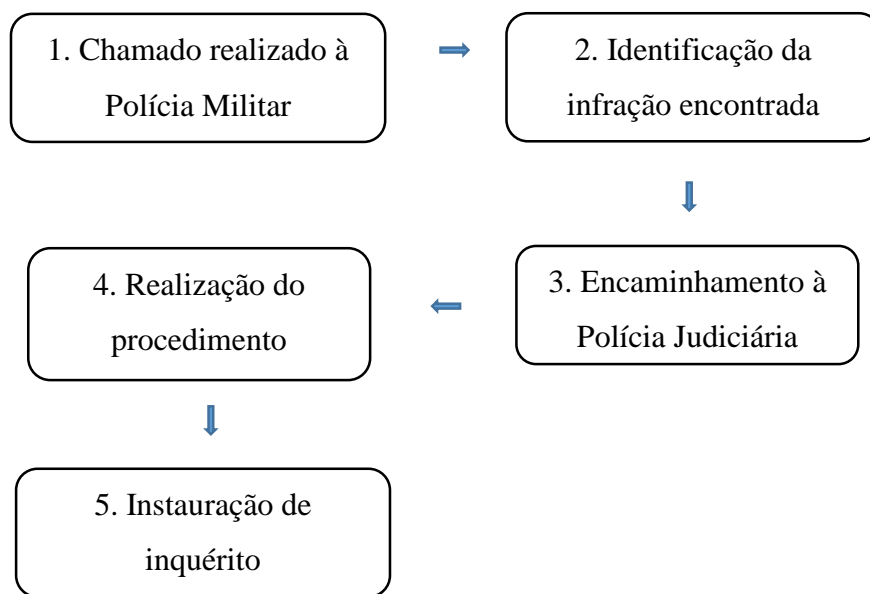 1. Chamado realizado à
Polícia Militar
2. Identificação da
infração encontrada
3. Encaminhamento à
Polícia Judiciária
4. Realização do
procedimento
5. Instauração de
inquérito